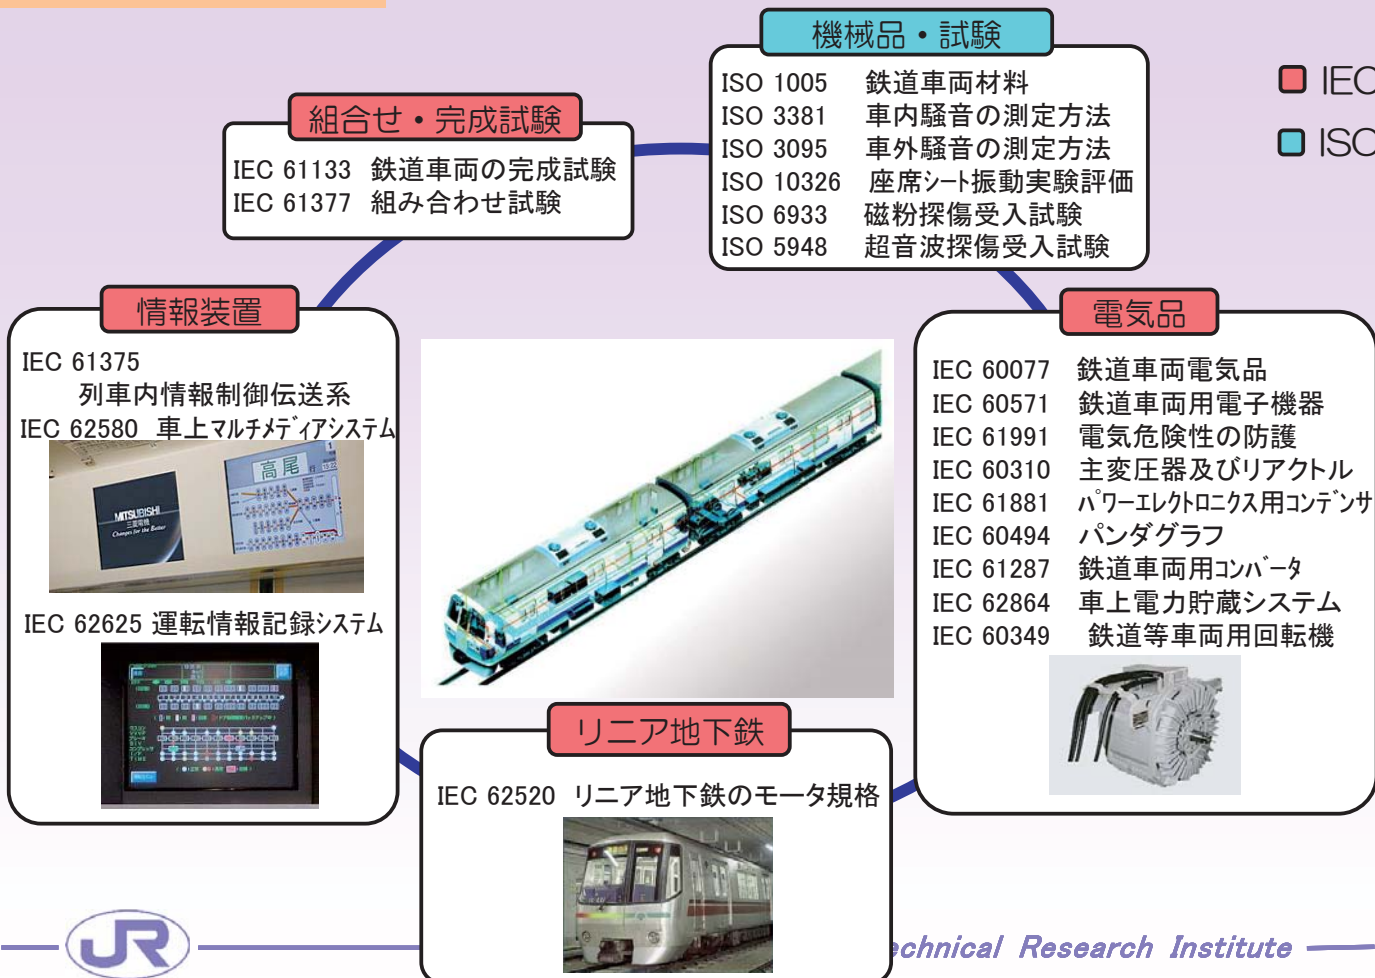 機械品・試験
ISO 1005 鉄道車両材料
ISO 3381 車内騒音の測定方法
ISO 3095 車外騒音の測定方法
ISO 10326 座席シート振動実験評価
ISO 6933 磁粉探傷受入試験
ISO 5948 超音波探傷受入試験
IEC
ISO
組合せ・完成試験
IEC 61133 鉄道車両の完成試験
IEC 61377 組み合わせ試験
情報装置
IEC 61375
列車内情報制御伝送系
IEC 62580 車上マルチメディアシステム
MITSUBISHI
三菱電機
Changes for the Better
高尾 行
IEC 62625 運転情報記録システム
電気品
IEC 60077 鉄道車両電気品
IEC 60571 鉄道車両用電子機器
IEC 61991 電気危険性の防護
IEC 60310 主変圧器及びリアクトル
IEC 61881 パワーエレクトロニクス用コンデンサ
IEC 60494 パンダグラフ
IEC 61287 鉄道車両用コンバータ
IEC 62864 車上電力貯蔵システム
IEC 60349 鉄道等車両用回転機
リニア地下鉄
IEC 62520 リニア地下鉄のモータ規格
JR
echnical Research Institute